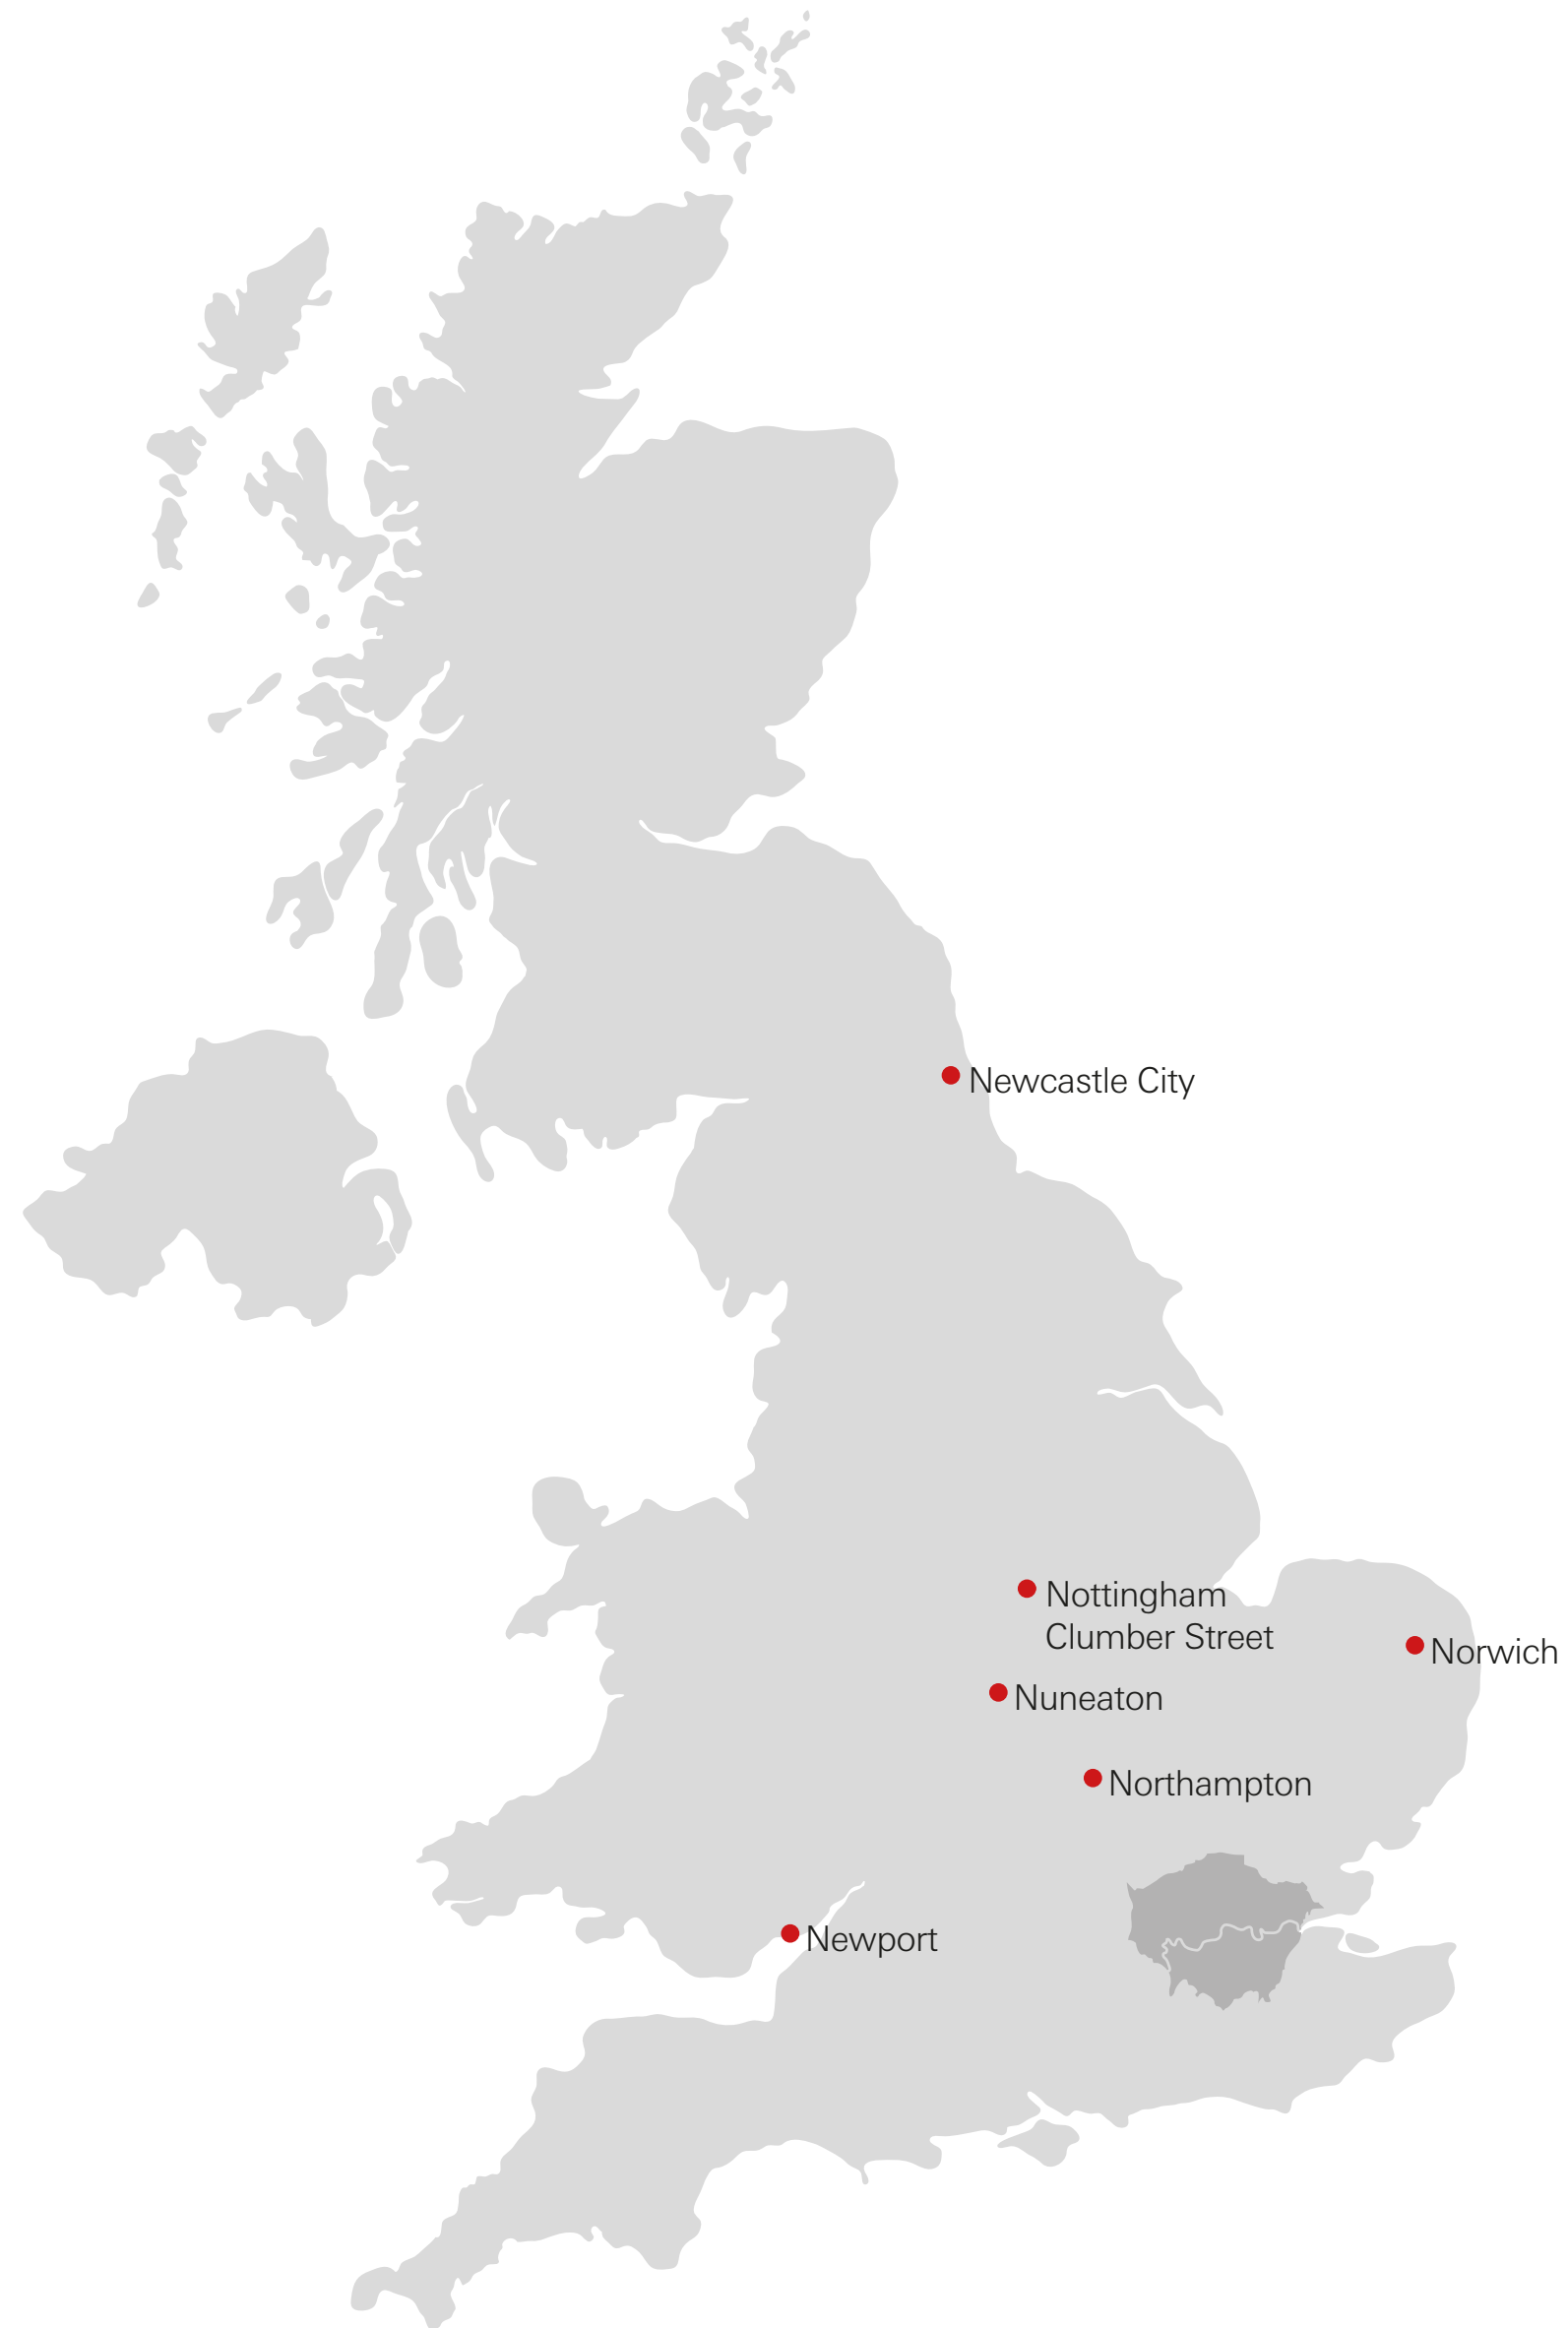 Newcastle City
Nottingham
Clumber Street
Norwich
Nuneaton
Northampton
Newport